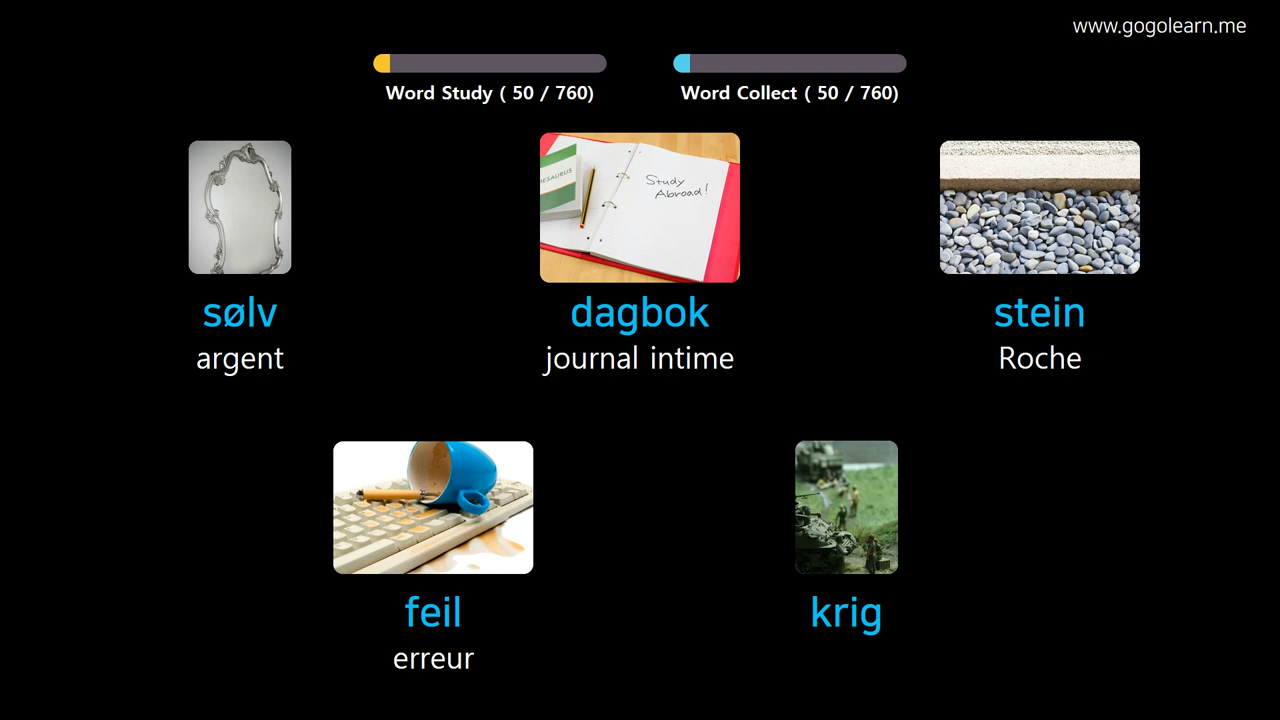 www.gogolearn.me
Word Study ( 50 / 760)
Word Collect ( 50 / 760)
ESAURUS
Study
Abroad!
sølv
argent
dagbok
journal intime
stein
Roche
feil
erreur
krig